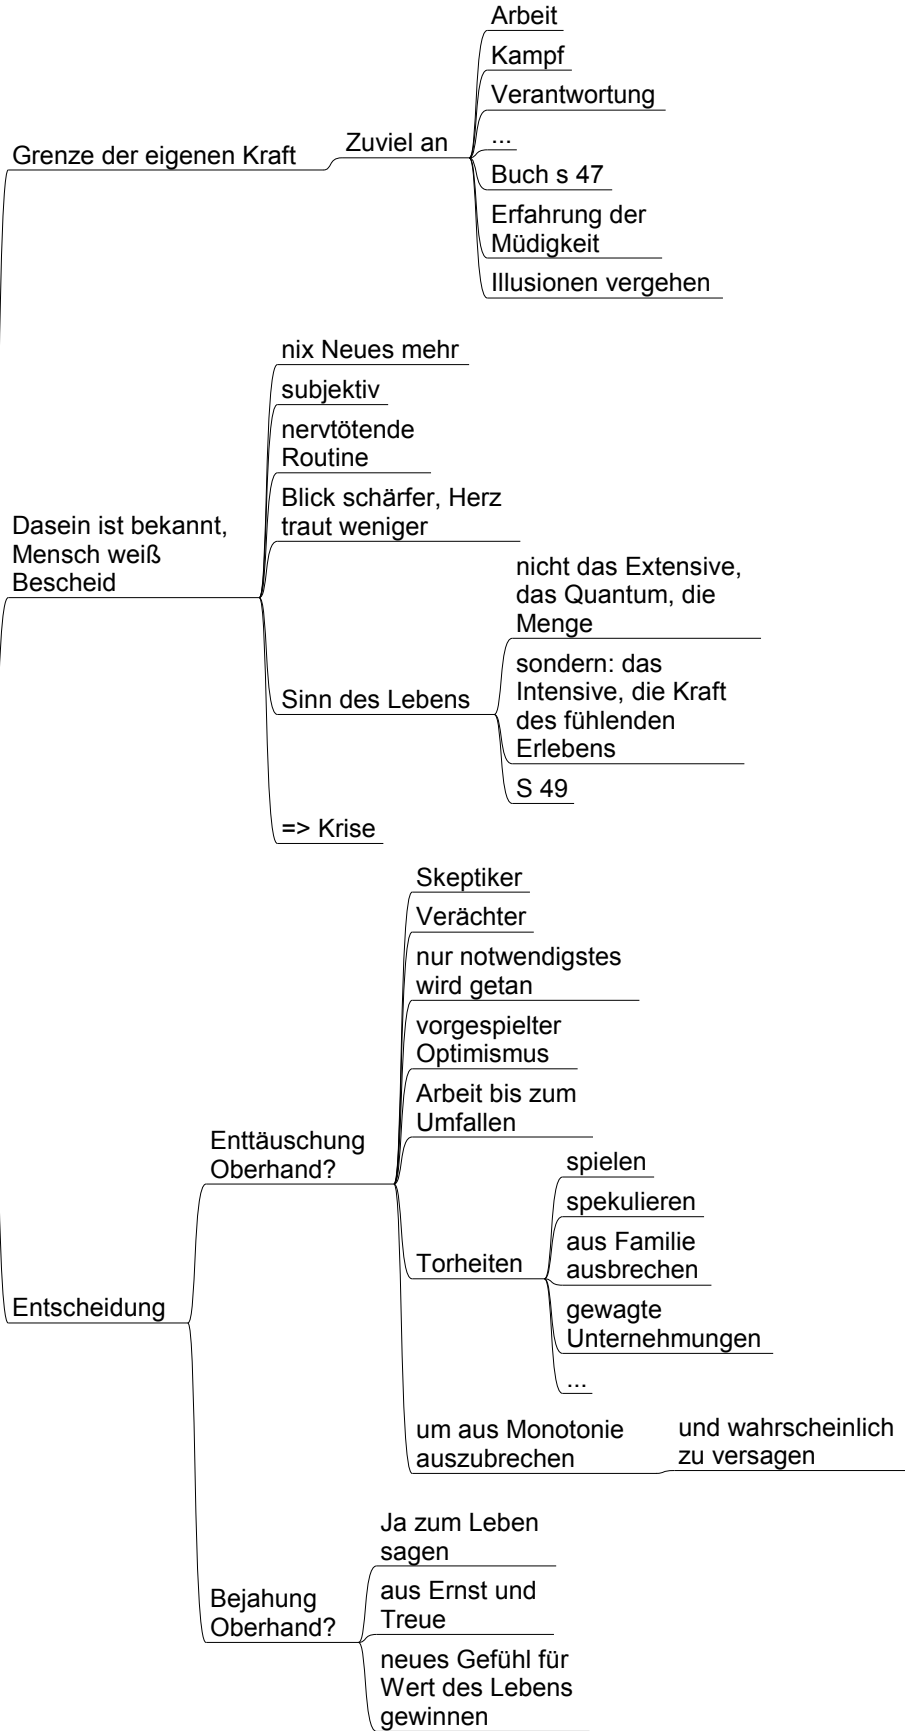 Grenze der eigenen Kraft
Zuviel an
Arbeit
Kampf
Verantwortung
...
Buch s 47
Erfahrung der
Müdigkeit
Illusionen vergehen
Dasein ist bekannt,
Mensch weiß
Bescheid
nix Neues mehr
subjektiv
nervtötende
Routine
Blick schärfer, Herz
traut weniger
Sinn des Lebens
nicht das Extensive,
das Quantum, die
Menge
sondern: das
Intensive, die Kraft
des fühlenden
Erlebens
S 49
=> Krise
Entscheidung
Enttäuschung
Oberhand?
Skeptiker
Verächter
nur notwendigstes
wird getan
vorgespielter
Optimismus
Arbeit bis zum
Umfallen
Torheiten
spielen
spekulieren
aus Familie
ausbrechen
gewagte
Unternehmungen
...
um aus Monotonie
auszubrechen
und wahrscheinlich
zu versagen
Bejahung
Oberhand?
Ja zum Leben
sagen
aus Ernst und
Treue
neues Gefühl für
Wert des Lebens
gewinnen